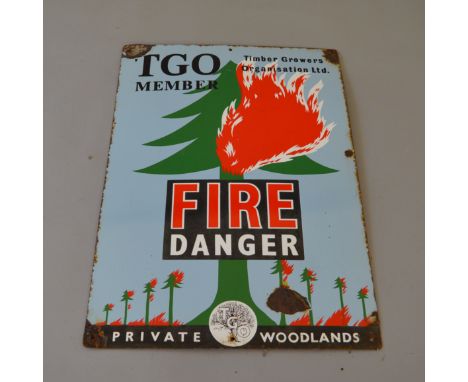 TGO
MEMBER
Timber Growers
Organisation Ltd.
FIRE
DANGER
PRIVATE WOODLANDS